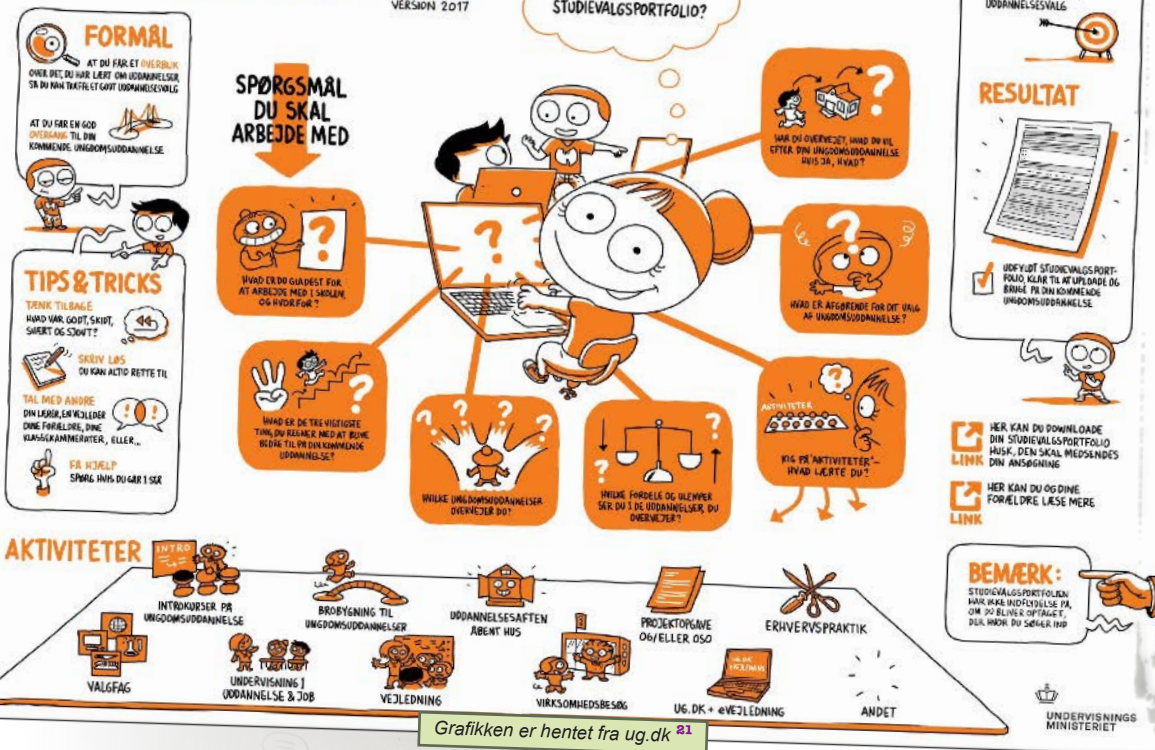 VERSION 2017
STUDIEVALGSPORTFOLIO?
UDDANNELSESVALG
FORMÅL
AT DU FÅR ET OVERBLIK
OVER DET, DU HAR LÆRT OM UDDANNELSER,
SÅ DU KAN TRÆFFE ET GODT UDDANNELSESVALG
AT DU FÅR EN GOD
OVERGANG TIL DIN
KOMMENDE UNGDOMSUDDANNELSE
TIPS & TRICKS
TÆNK TILBAGE
HVAD VAR GODT, SKIDT,
SVÆRT OG SJOVT?
SKRIV LØS
DU KAN ALTID RETTE TIL
TAL MED ANDRE
DIN LÆRER, EN VEJLEDER
DINE FORÆLDRE, DINE
KLASSEKAMMERATER, ELLER...
FÅ HJÆLP
SPØRG HVIS DU GÅR I STÅ
SPØRGSMÅL
DU SKAL
ARBEJDE MED
HVAD ER DU GLADEST FOR
AT ARBEJDE MED I SKOLEN,
OG HVORFOR?
HVAD ER DE TRE VIGTIGSTE
TING, DU REGNER MED AT BLIVE
BEDRE TIL PÅ DIN KOMMENDE
UDDANNELSE?
HVILKE UNGDOMSUDDANNELSER
OVERVEJER DU?
HVILKE FORDELE OG ULEMPER
SER DU I DE UDDANNELSER, DU
OVERVEJER?
AKTIVITETER
KIG PÅ 'AKTIVITETER'-
HVAD LÆRTE DU?
HVAD ER AFGØRENDE FOR DIT VALG
AF UNGDOMSUDDANNELSE?
HAR DU OVERVEJET, HVAD DU VIL
EFTER DIN UNGDOMSUDDANNELSE
HVIS JA, HVAD?
RESULTAT
UDFYLDT STUDIEVALGSPORT-
FOLIO, KLAR TIL AT UPLOADE OG
BRUGE PÅ DIN KOMMENDE
UNGDOMSUDDANNELSE
LINK
HER KAN DU DOWNLOADE
DIN STUDIEVALGSPORTFOLIO
HUSK, DEN SKAL MEDSENDES
DIN ANSØGNING
LINK
HER KAN DU OG DINE
FORÆLDRE LÆSE MERE
BEMÆRK:
STUDIEVALGSPORTFOLIEN
HAR IKKE INDFLYDELSE PÅ,
OM DU BLIVER OPTAGET,
DER HVOR DU SØGER IND
AKTIVITETER
INTRO
INTROKURSER PÅ
UNGDOMSUDDANNELSE
BROBYGNING TIL
UNGDOMSUDDANNELSER
UDDANNELSESAFTEN
ÅBENT HUS
PROJEKTOPGAVE
OG/ELLER OSO
ERHVERVSPRAKTIK
VALGFAG
UNDERVISNING I
UDDANNELSE & JOB
VEJLEDNING
VIRKSOMHEDSBESØG
UG.DK
UG.DK + eVEJLEDNING
ANDET
UNDERVISNINGS
MINISTERIET
Grafikken er hentet fra ug.dk 21